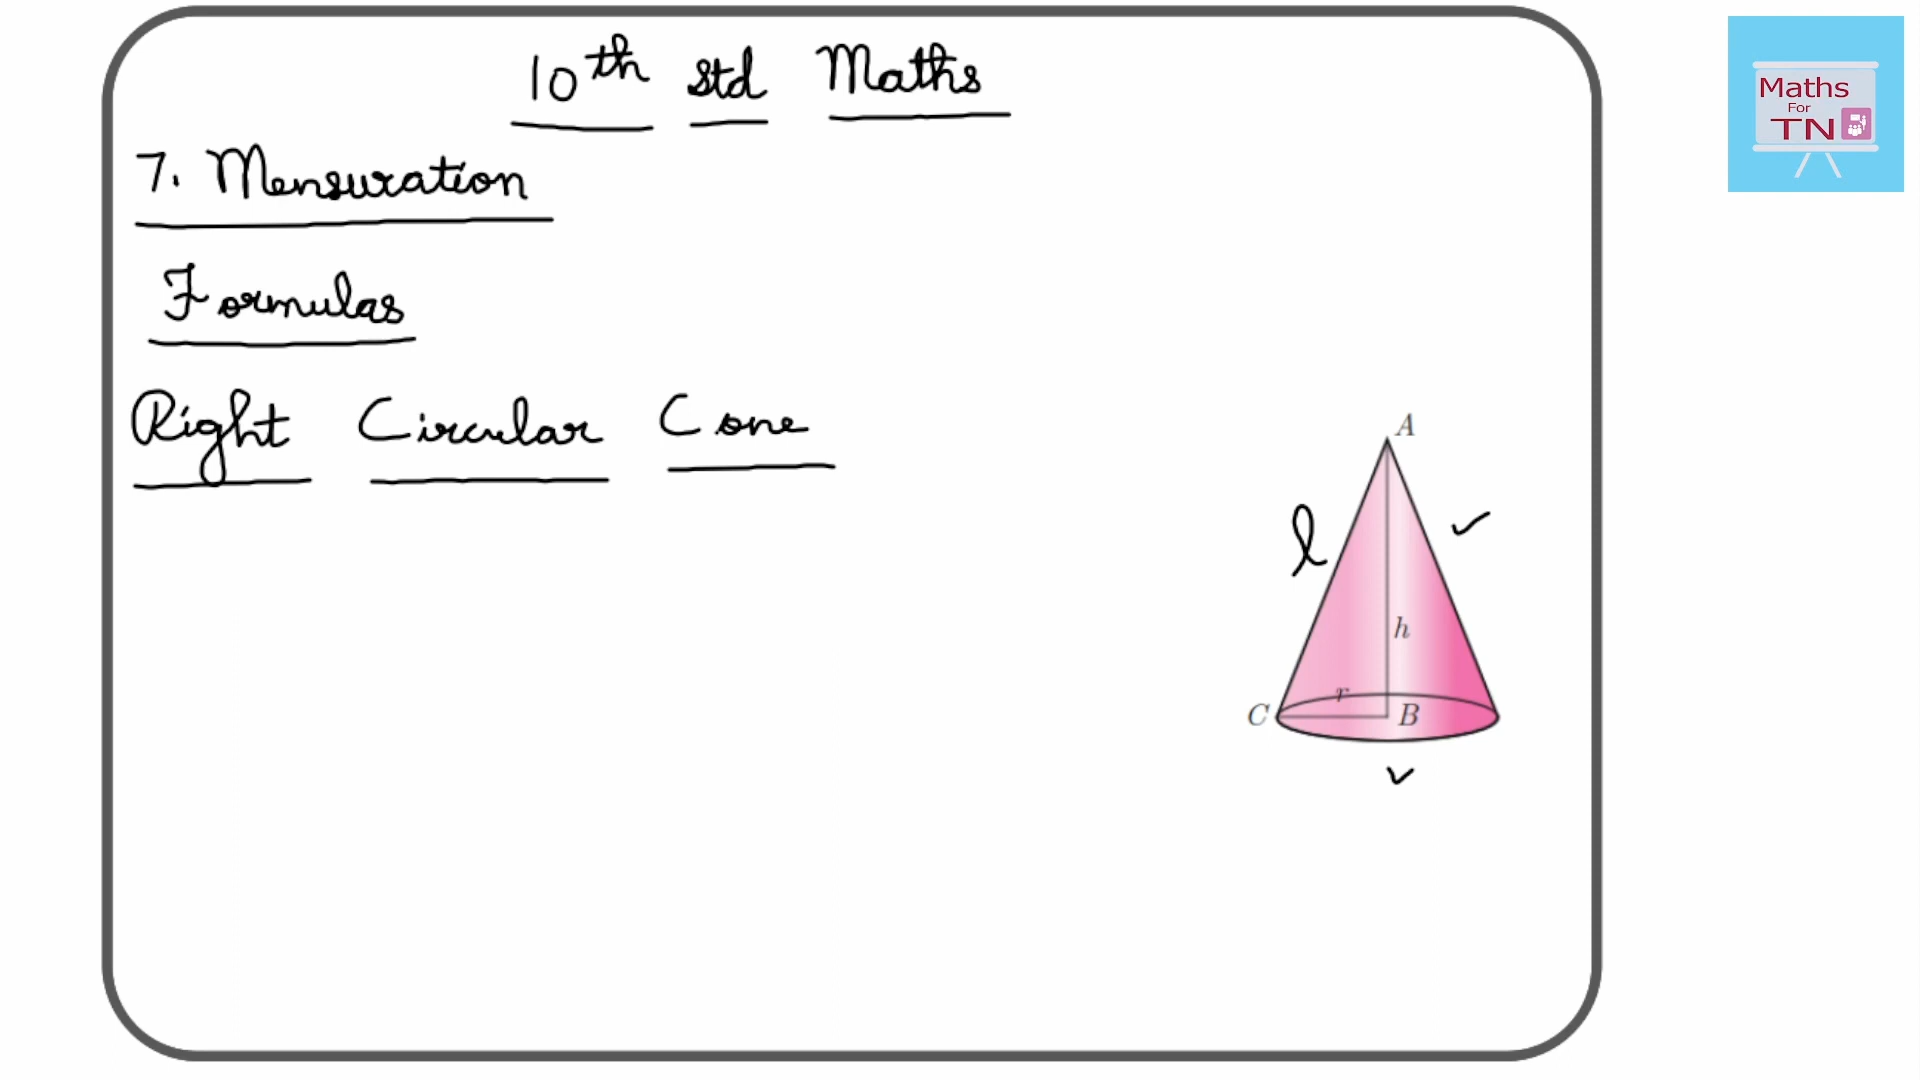 10th std Maths
Maths
For
TN
7. Mensuration
Formulas
Right Circular Cone
A
l
h
r
C
B